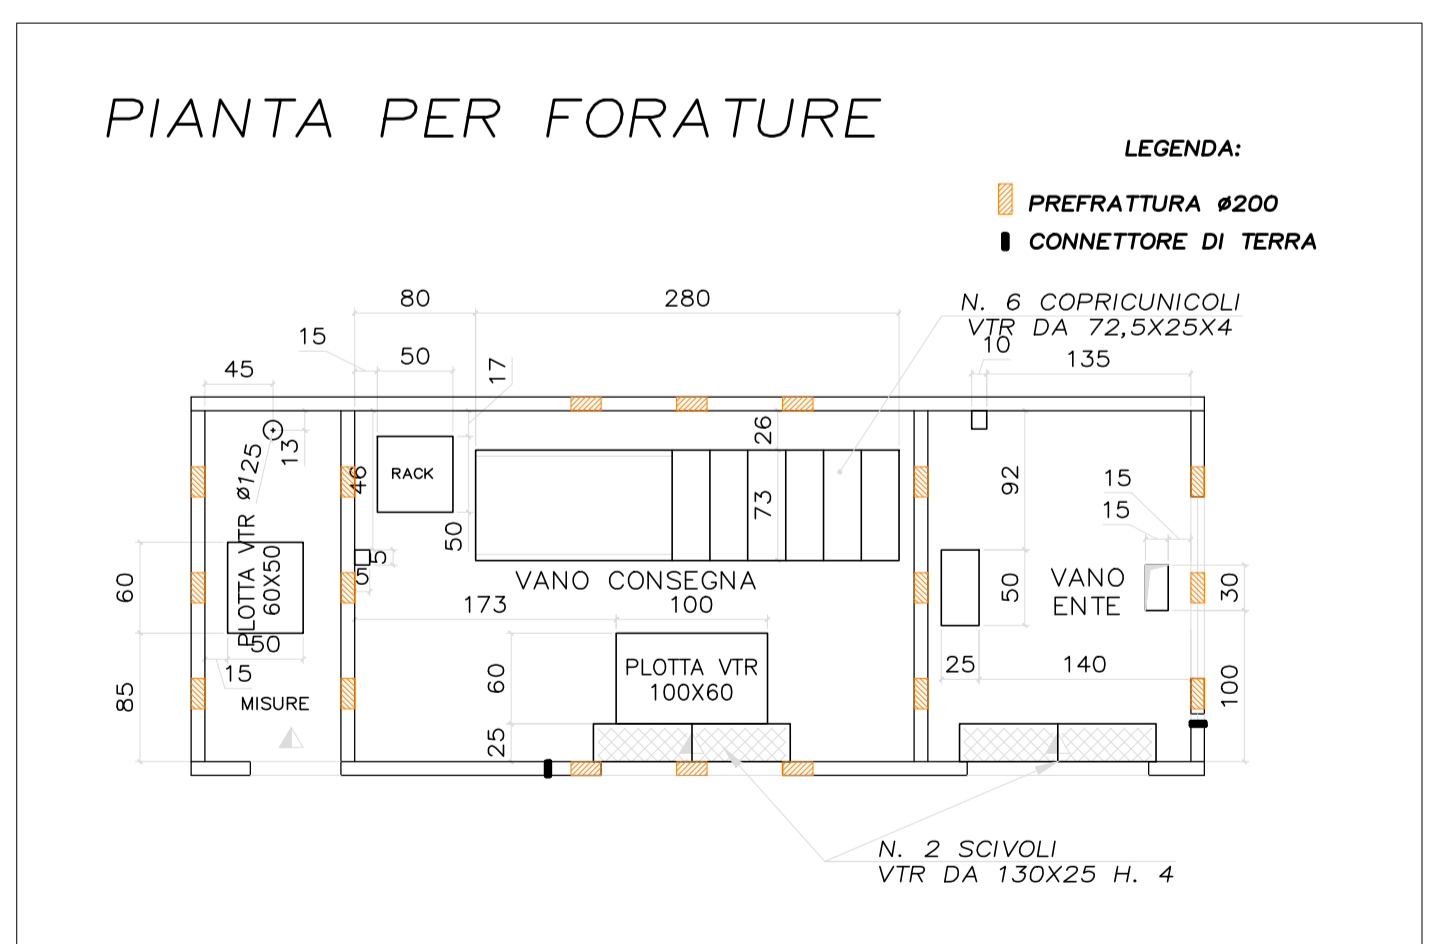 PIANTA PER FORATURE
LEGENDA:
PREFRATTURA ø200
CONNETTORE DI TERRA
N. 6 COPRICUNICOLI
VTR DA 72,5X25X4
80
280
15
50
17
45
10
135
13
PLOTTA VTR ø125
46
RACK
50
26
73
92
15
15
5
5
60
60X50
50
15
85
MISURE
VANO CONSEGNA
173
100
60
PLOTTA VTR
100X60
25
50
VANO
ENTE
30
25
140
100
N. 2 SCIVOLI
VTR DA 130X25 H. 4